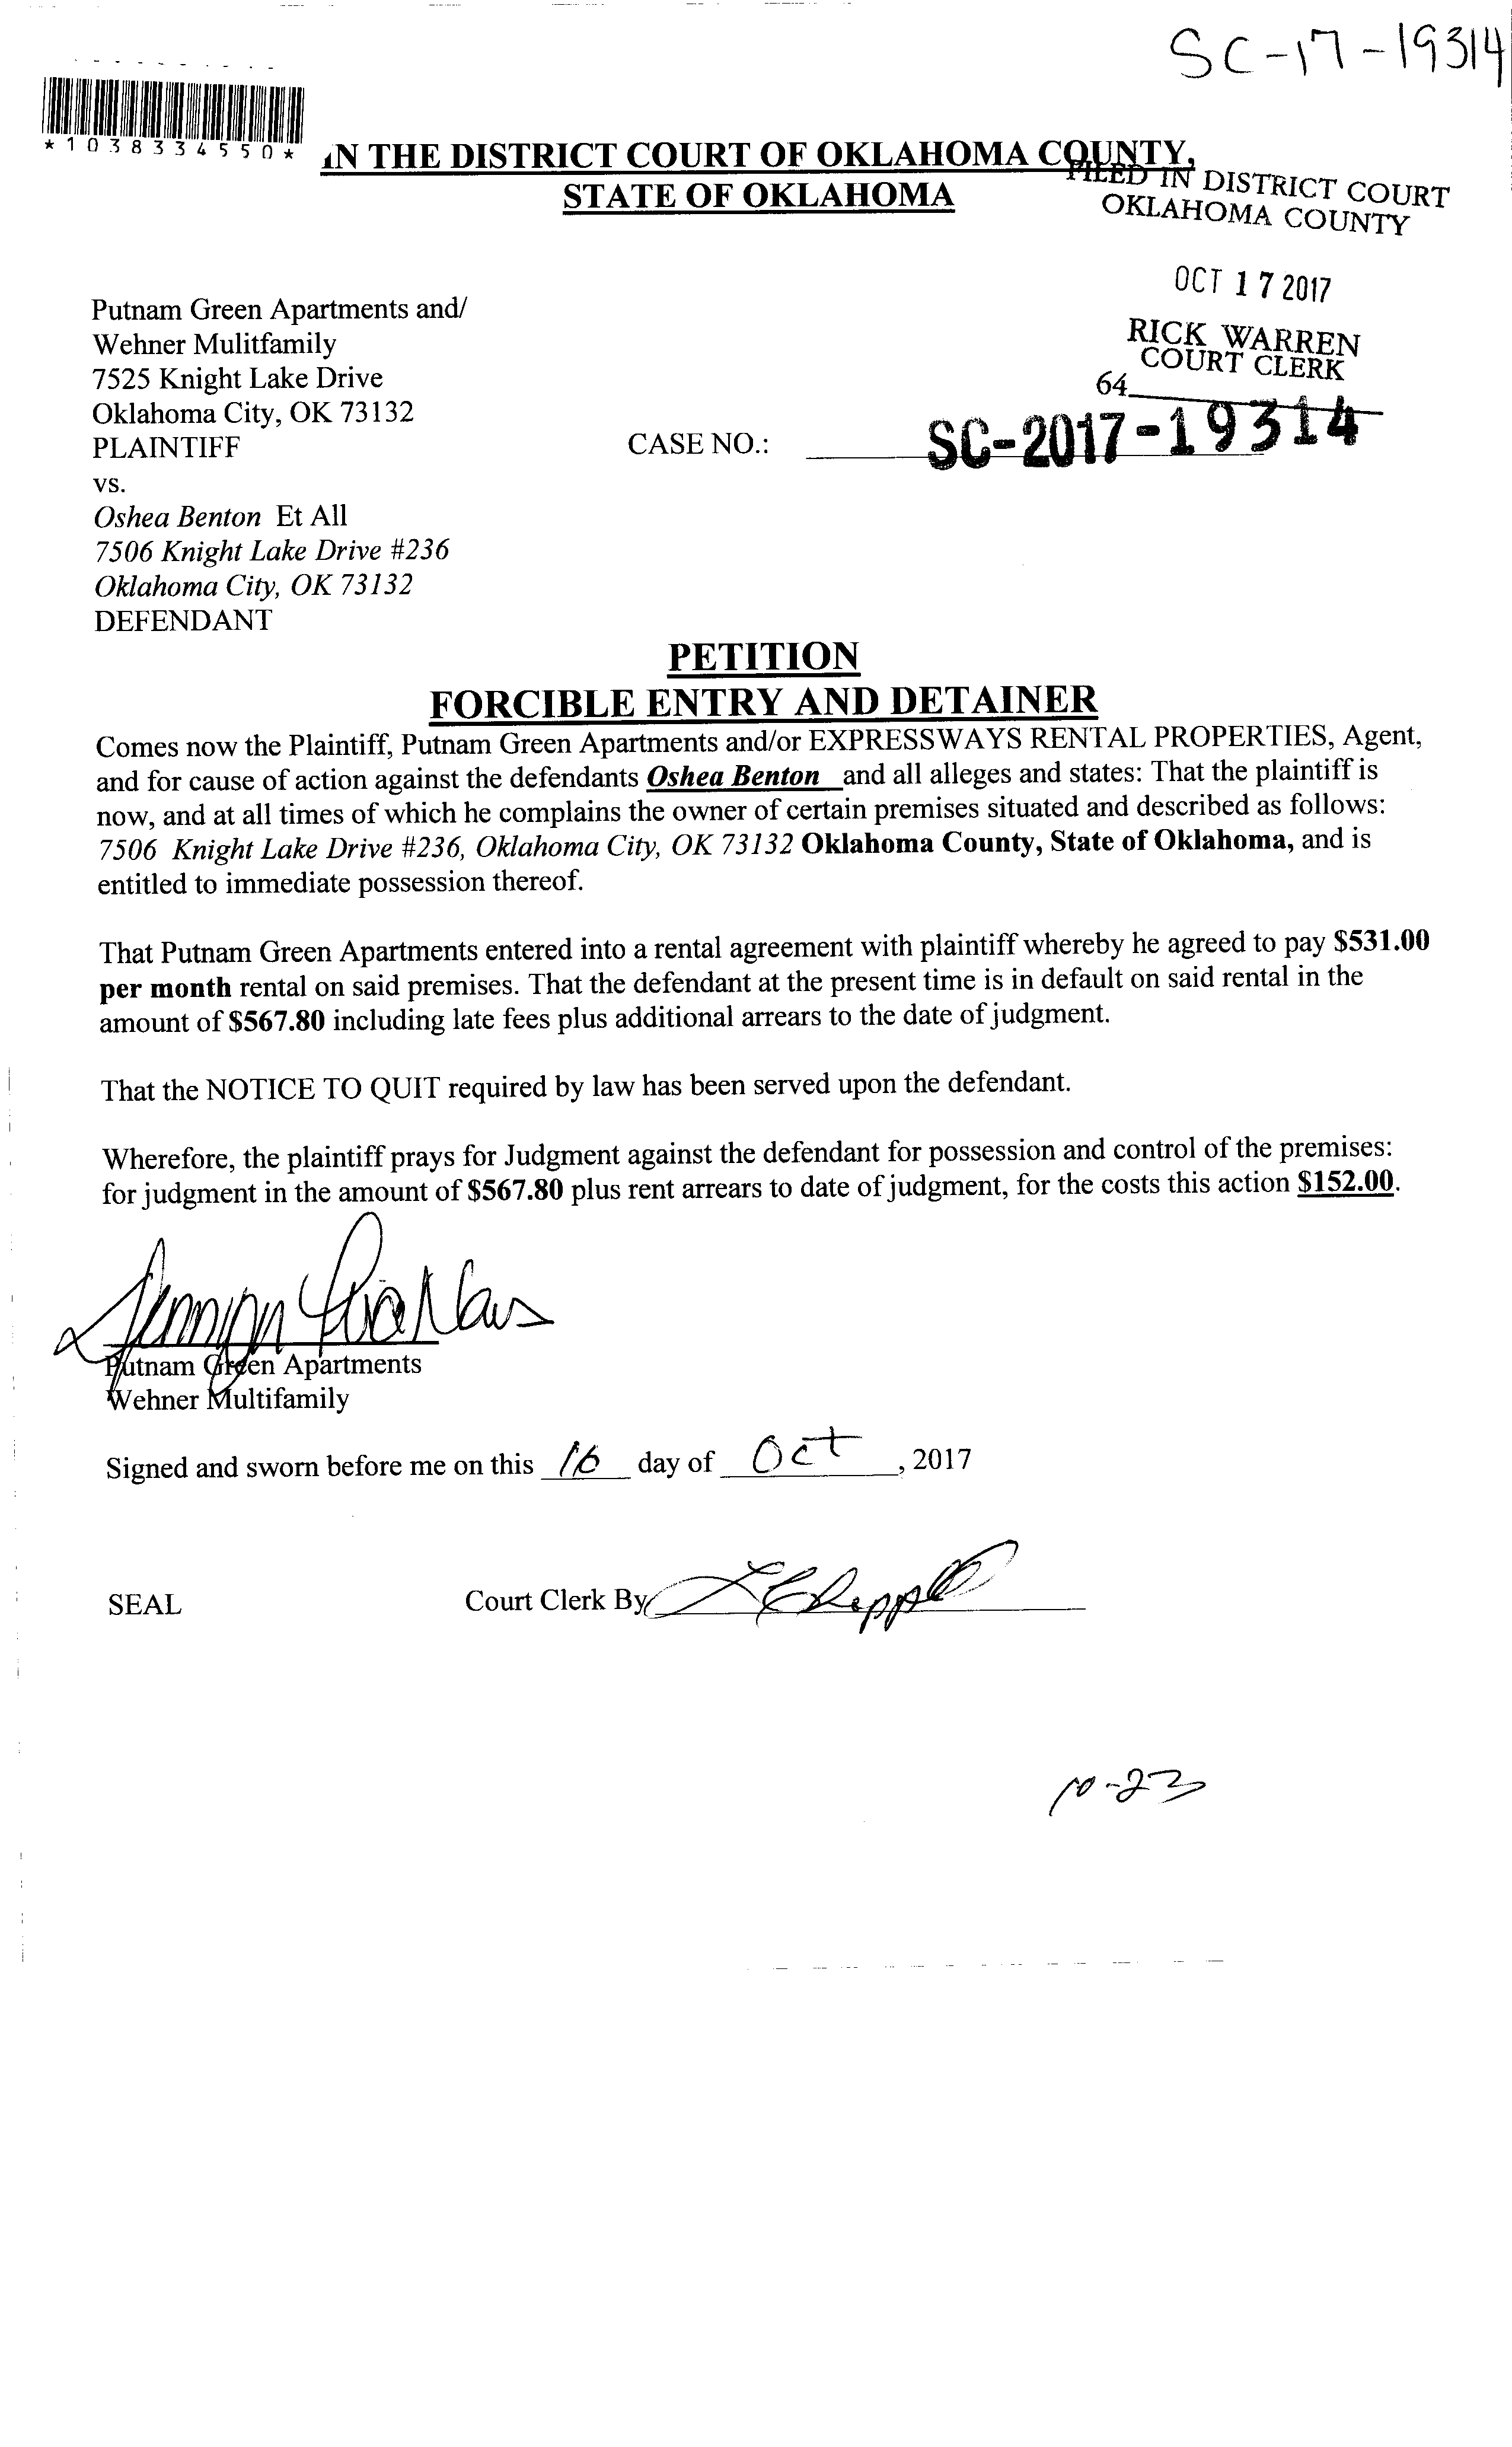 SC-17-19314
*1038334550*
IN THE DISTRICT COURT OF OKLAHOMA COUNTY,
STATE OF OKLAHOMA
FILED IN DISTRICT COURT
OKLAHOMA COUNTY
OCT 17 2017
RICK WARREN
COURT CLERK
64
Putnam Green Apartments and/
Wehner Mulitfamily
7525 Knight Lake Drive
Oklahoma City, OK 73132
PLAINTIFF
CASE NO.: SC-2017-19314
vs.
Oshea Benton Et All
7506 Knight Lake Drive #236
Oklahoma City, OK 73132
DEFENDANT
PETITION
FORCIBLE ENTRY AND DETAINER
Comes now the Plaintiff, Putnam Green Apartments and/or EXPRESSWAYS RENTAL PROPERTIES, Agent,
and for cause of action against the defendants Oshea Benton and all alleges and states: That the plaintiff is
now, and at all times of which he complains the owner of certain premises situated and described as follows:
7506 Knight Lake Drive #236, Oklahoma City, OK 73132 Oklahoma County, State of Oklahoma, and is
entitled to immediate possession thereof.
That Putnam Green Apartments entered into a rental agreement with plaintiff whereby he agreed to pay $531.00
per month rental on said premises. That the defendant at the present time is in default on said rental in the
amount of $567.80 including late fees plus additional arrears to the date of judgment.
That the NOTICE TO QUIT required by law has been served upon the defendant.
Wherefore, the plaintiff prays for Judgment against the defendant for possession and control of the premises:
for judgment in the amount of $567.80 plus rent arrears to date of judgment, for the costs this action $152.00.
Putnam Green Apartments
Wehner Multifamily
Signed and sworn before me on this 16 day of Oct, 2017
SEAL
Court Clerk By
10-23